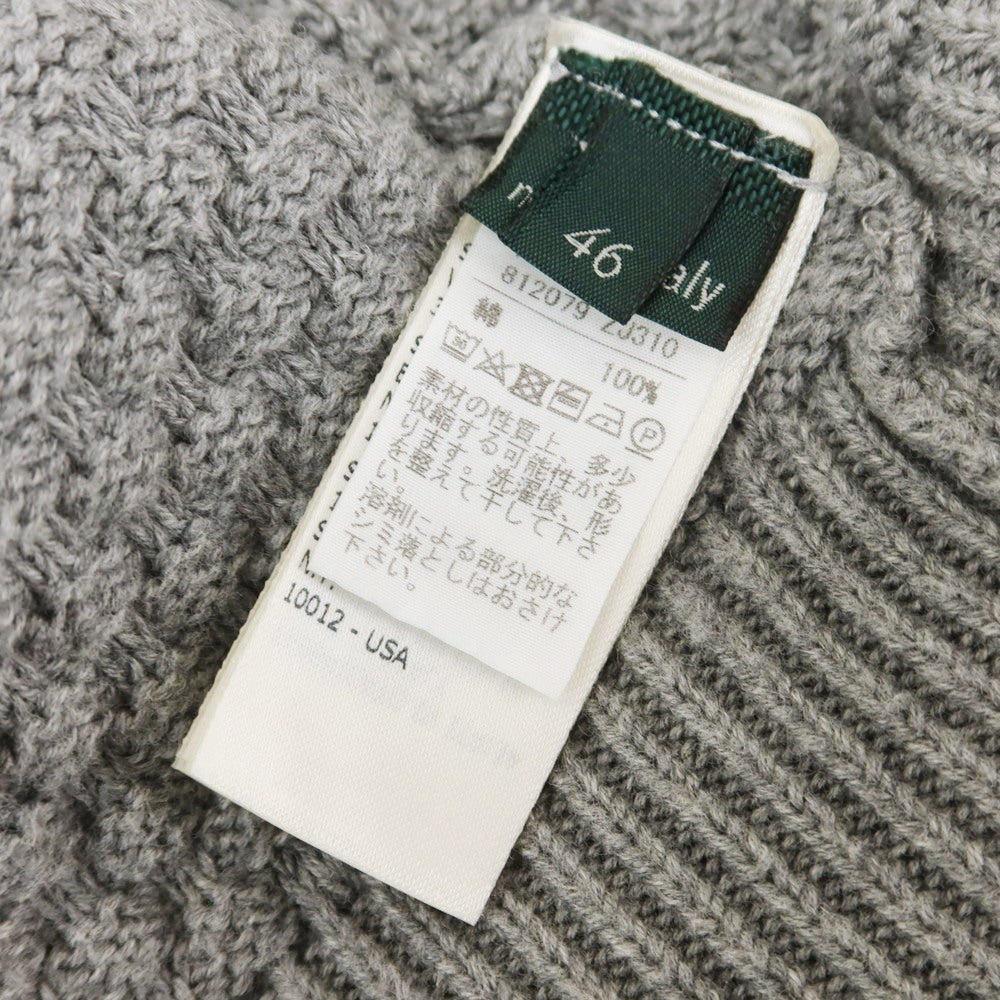 46
aly
812079 Z0310
綿
100%
P
素材の性質上、多少
収縮する可能性があ
ります。洗濯後、形
を整えて干して下さ
い。
溶剤による部分的な
シミ落としはおさけ
下さい。
10012 - USA